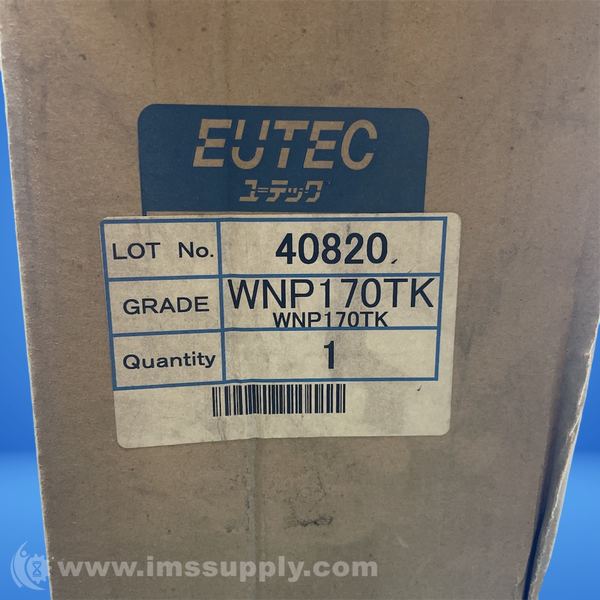 EUTEC
ユーテック
LOT No. 40820
GRADE WNP170TK
WNP170TK
Quantity 1
www.imssupply.com